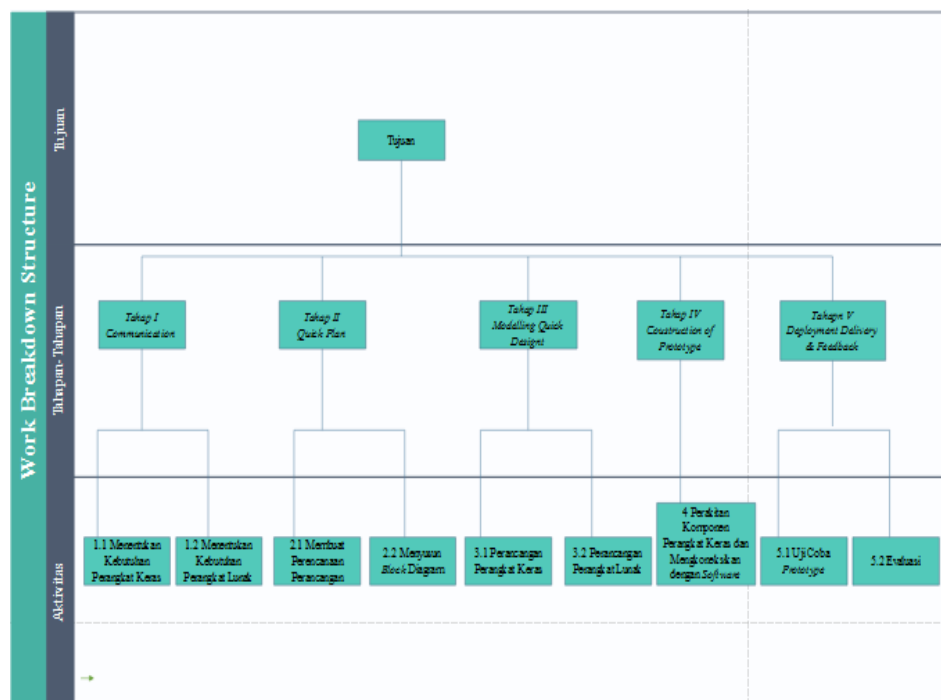 Work Breakdown Structure
Tujuan
Tahapan-Tahapan
Aktivitas
Tujuan
Tahap I
Communication
Tahap II
Quick Plan
Tahap III
Modelling Quick
Designt
Tahap IV
Construction of
Prototype
Tahapn V
Deployment Delivery
& Feedback
1.1 Menentukan
Kebutuhan
Perangkat Keras
1.2 Menentukan
Kebutuhan
Perangkat Lunak
2.1 Membuat
Perencanaan
Perancangan
2.2 Menyusun
Block Diagram
3.1 Perancangan
Perangkat Keras
3.2 Perancangan
Perangkat Lunak
4 Perakitan
Komponen
Perangkat Keras dan
Mengkoneksikan
dengan Software
5.1 Uji Coba
Prototype
5.2 Evaluasi